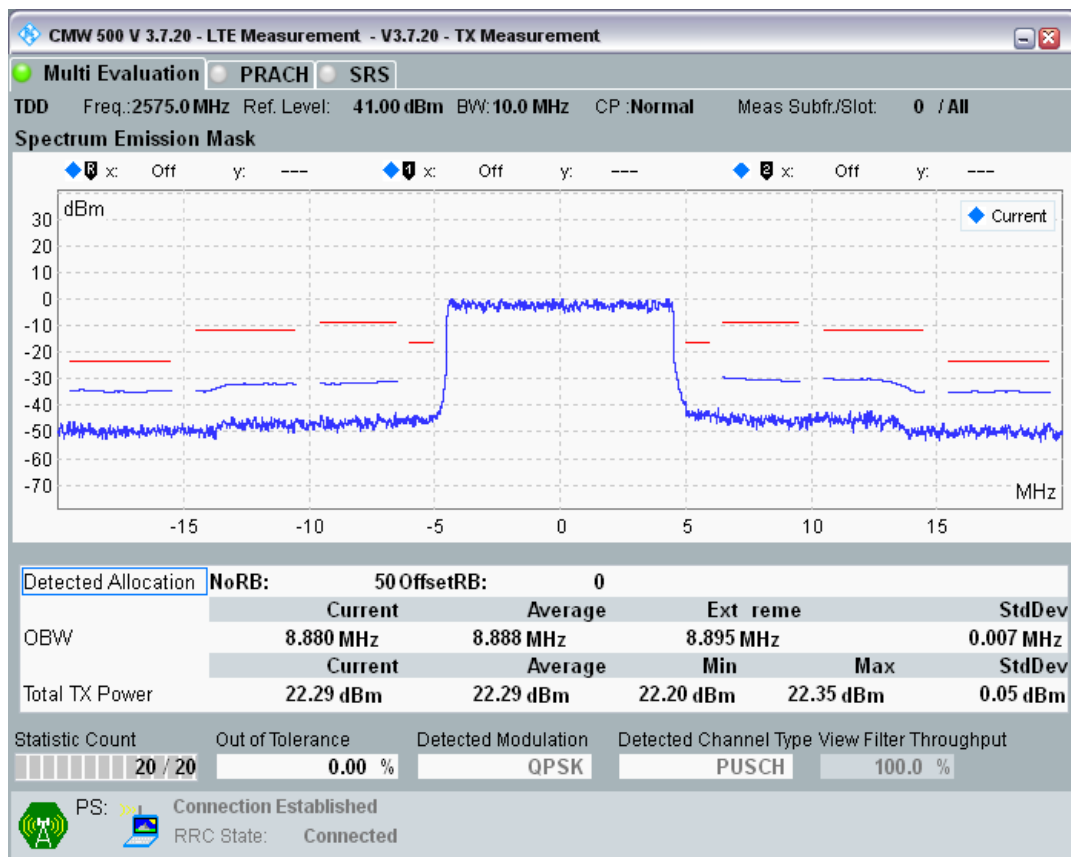 CMW 500 V 3.7.20 - LTE Measurement - V3.7.20 - TX Measurement
Multi Evaluation PRACH SRS
TDD Freq.:2575.0 MHz Ref. Level: 41.00 dBm BW: 10.0 MHz CP :Normal Meas Subfr./Slot: 0 / All
Spectrum Emission Mask
R x: Off y: --- 1 x: Off y: --- 2 x: Off y: ---
dBm
Current
30
20
10
0
-10
-20
-30
-40
-50
-60
-70
MHz
-15 -10 -5 0 5 10 15
Detected Allocation NoRB: 50 OffsetRB: 0
Current Average Ext reme StdDev
OBW 8.880 MHz 8.888 MHz 8.895 MHz 0.007 MHz
Current Average Min Max StdDev
Total TX Power 22.29 dBm 22.29 dBm 22.20 dBm 22.35 dBm 0.05 dBm
Statistic Count Out of Tolerance Detected Modulation Detected Channel Type View Filter Throughput
20 / 20 0.00 % QPSK PUSCH 100.0 %
PS: Connection Established
RRC State: Connected